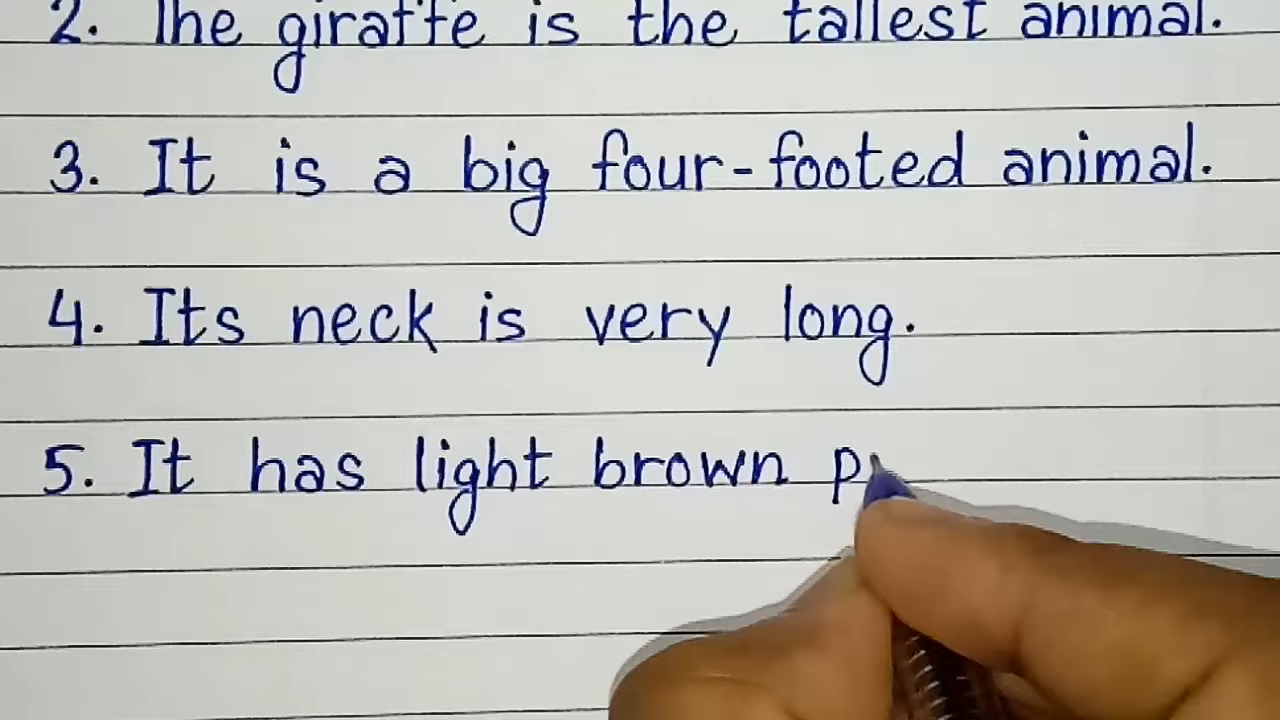 2. The giraffe is the tallest animal.
3. It is a big four-footed animal.
4. Its neck is very long.
5. It has light brown p